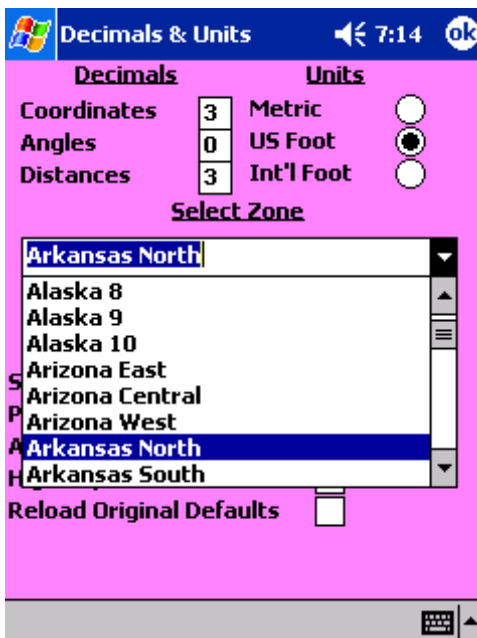 Decimals & Units 7:14 ok
Decimals Units
Coordinates 3 Metric
Angles 0 US Foot
Distances 3 Int'l Foot
Select Zone
Arkansas North
Alaska 8
Alaska 9
Alaska 10
Arizona East
Arizona Central
Arizona West
Arkansas North
Arkansas South
Reload Original Defaults